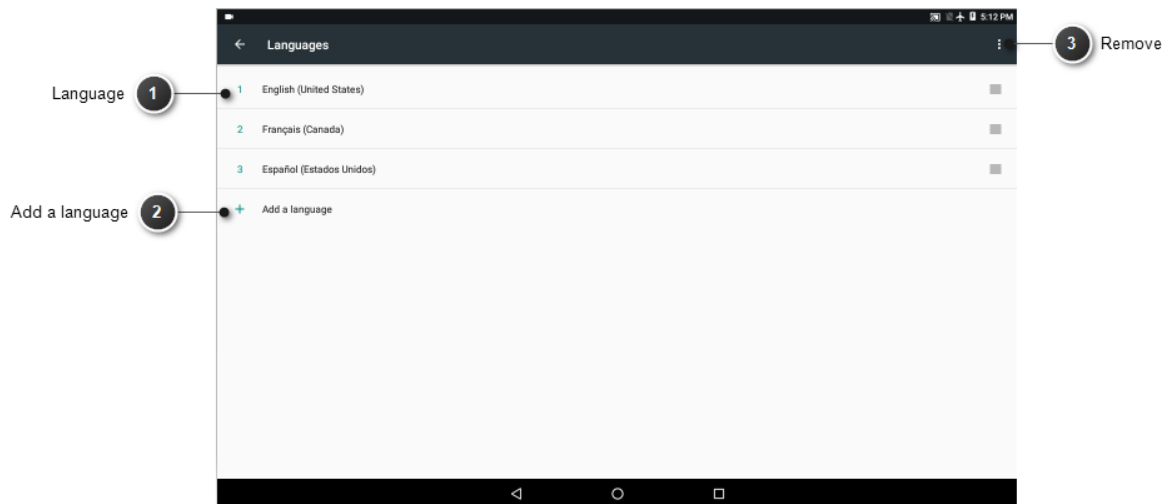 5:12 PM
Languages
3 Remove
Language 1
1 English (United States)
2 Français (Canada)
3 Español (Estados Unidos)
Add a language 2
+ Add a language